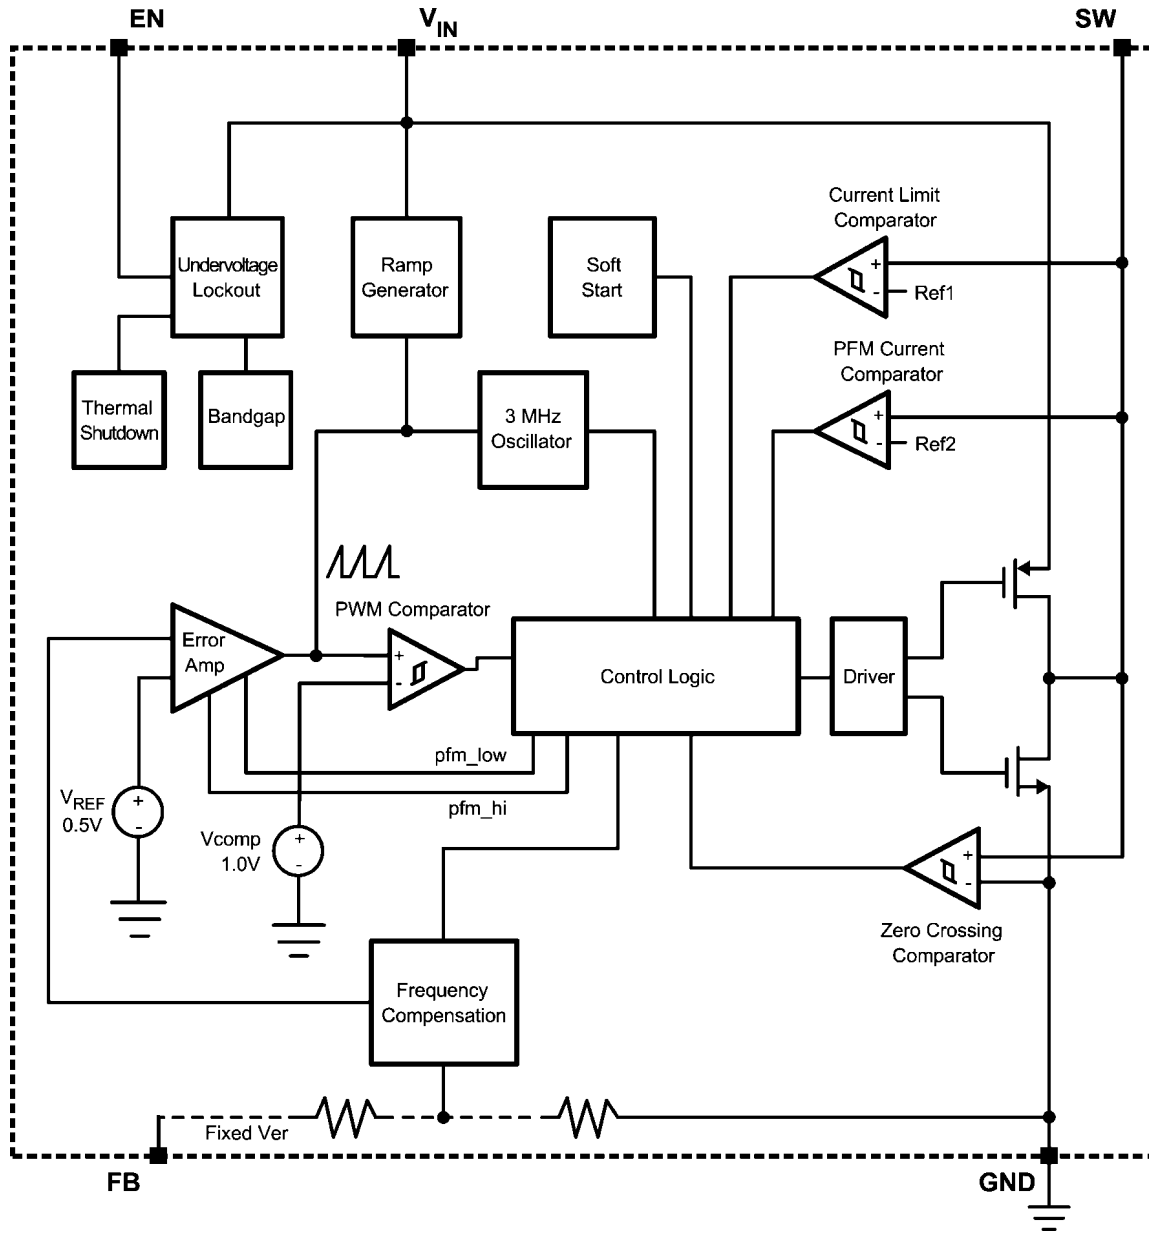 EN
VIN
SW
Current Limit
Comparator
+
-
Ref1
Undervoltage
Lockout
Ramp
Generator
Soft
Start
PFM Current
Comparator
+
-
Ref2
Thermal
Shutdown
Bandgap
3 MHz
Oscillator
PWM Comparator
+
-
Error
Amp
Control Logic
Driver
pfm_low
pfm_hi
VREF
0.5V
+
-
Vcomp
1.0V
+
-
+
-
Zero Crossing
Comparator
Frequency
Compensation
Fixed Ver
FB
GND